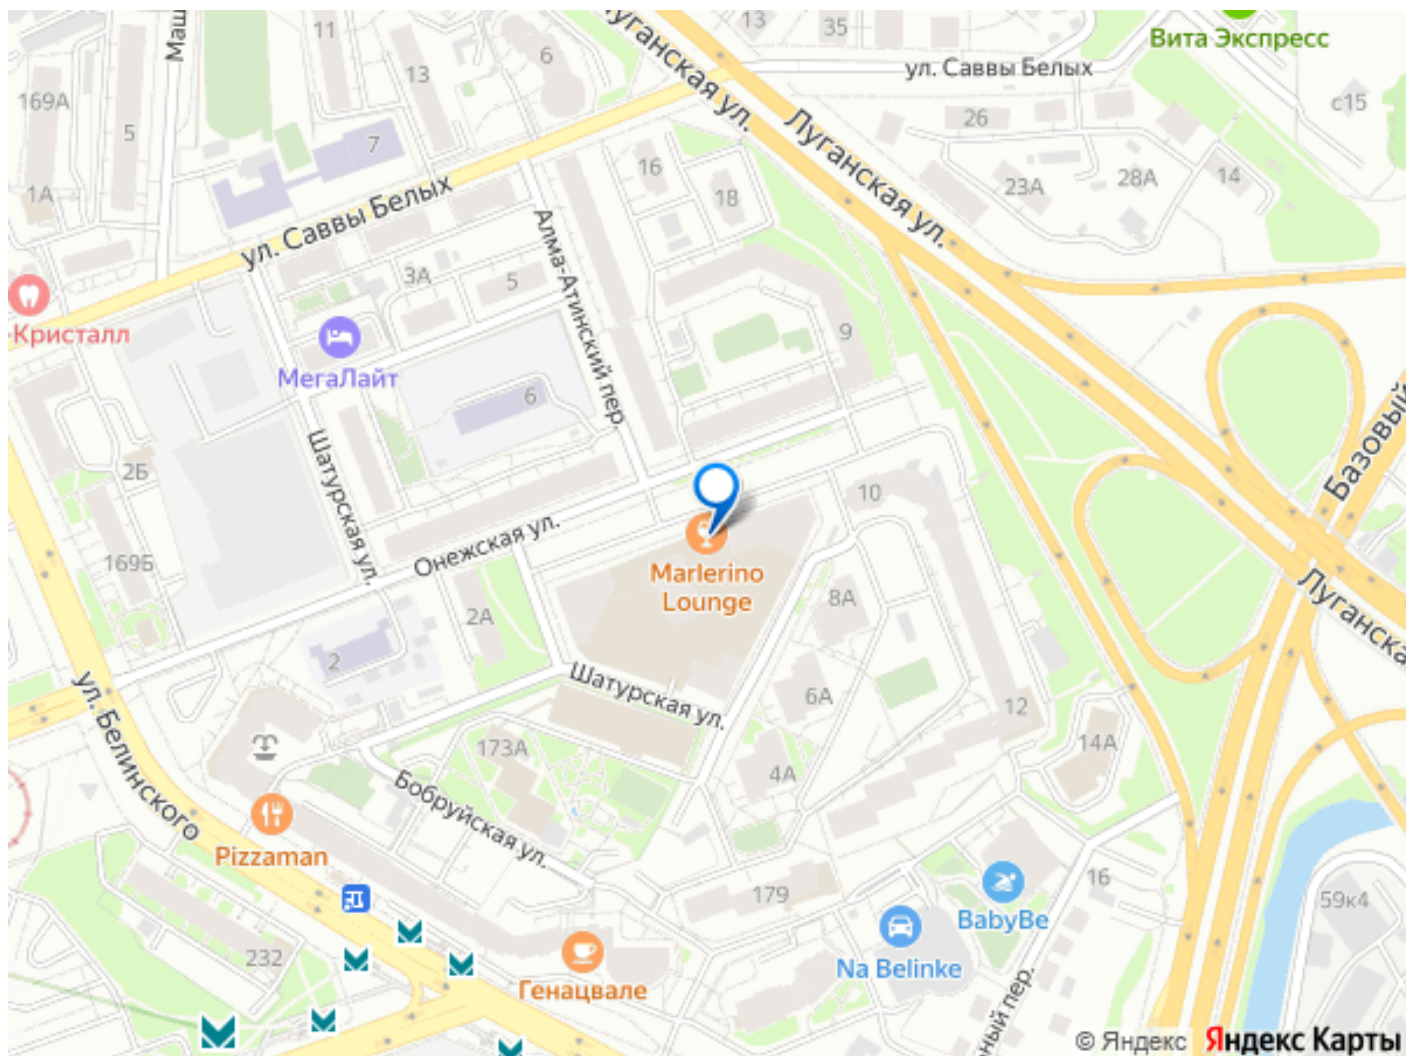 Маш
11
13
6
13
35
Вита Экспресс
Луганская ул.
ул. Саввы Белых
169А
5
7
26
с15
Луганская ул.
1А
ул. Саввы Белых
16
18
23А
28А
14
Алма-Атинский пер.
3А
5
Кристалл
МегаЛайт
9
6
Базовый
Шатурская ул.
2Б
10
Онежская ул.
169Б
Marlerino
Lounge
Луганска
2А
8А
2
Шатурская ул.
6А
12
ул. Белинского
173А
4А
14А
Бобруйская ул.
Pizzaman
179
16
59к4
BabyBe
232
Na Belinke
Генацвале
ный пер.
© Яндекс Яндекс Карты